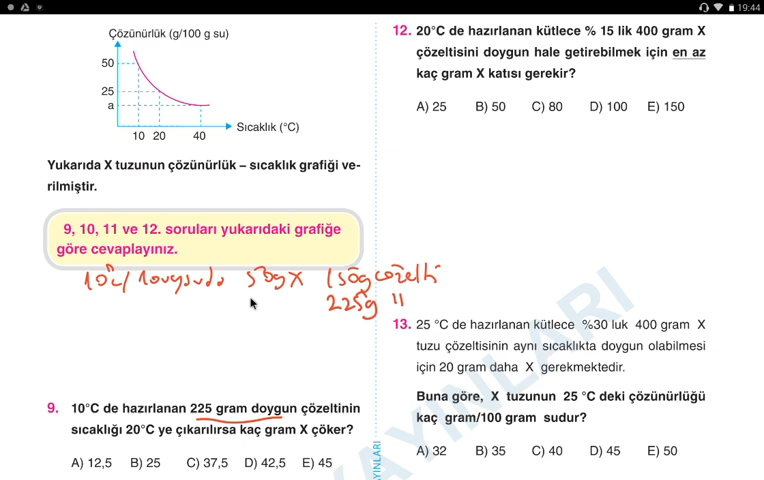 19:44
Çözünürlük (g/100 g su)
50
25
a
10 20 40
Sıcaklık (°C)
Yukarıda X tuzunun çözünürlük – sıcaklık grafiği ve-
rilmiştir.
9, 10, 11 ve 12. soruları yukarıdaki grafiğe
göre cevaplayınız.
50g X 150g çözelti
225g "
9. 10°C de hazırlanan 225 gram doygun çözeltinin
sıcaklığı 20°C ye çıkarılırsa kaç gram X çöker?
A) 12,5 B) 25 C) 37,5 D) 42,5 E) 45
12. 20°C de hazırlanan kütlece % 15 lik 400 gram X
çözeltisini doygun hale getirebilmek için en az
kaç gram X katısı gerekir?
A) 25 B) 50 C) 80 D) 100 E) 150
13. 25 °C de hazırlanan kütlece %30 luk 400 gram X
tuzu çözeltisinin aynı sıcaklıkta doygun olabilmesi
için 20 gram daha X gerekmektedir.
Buna göre, X tuzunun 25 °C deki çözünürlüğü
kaç gram/100 gram sudur?
A) 32 B) 35 C) 40 D) 45 E) 50
YAYINLARI
YINLARI